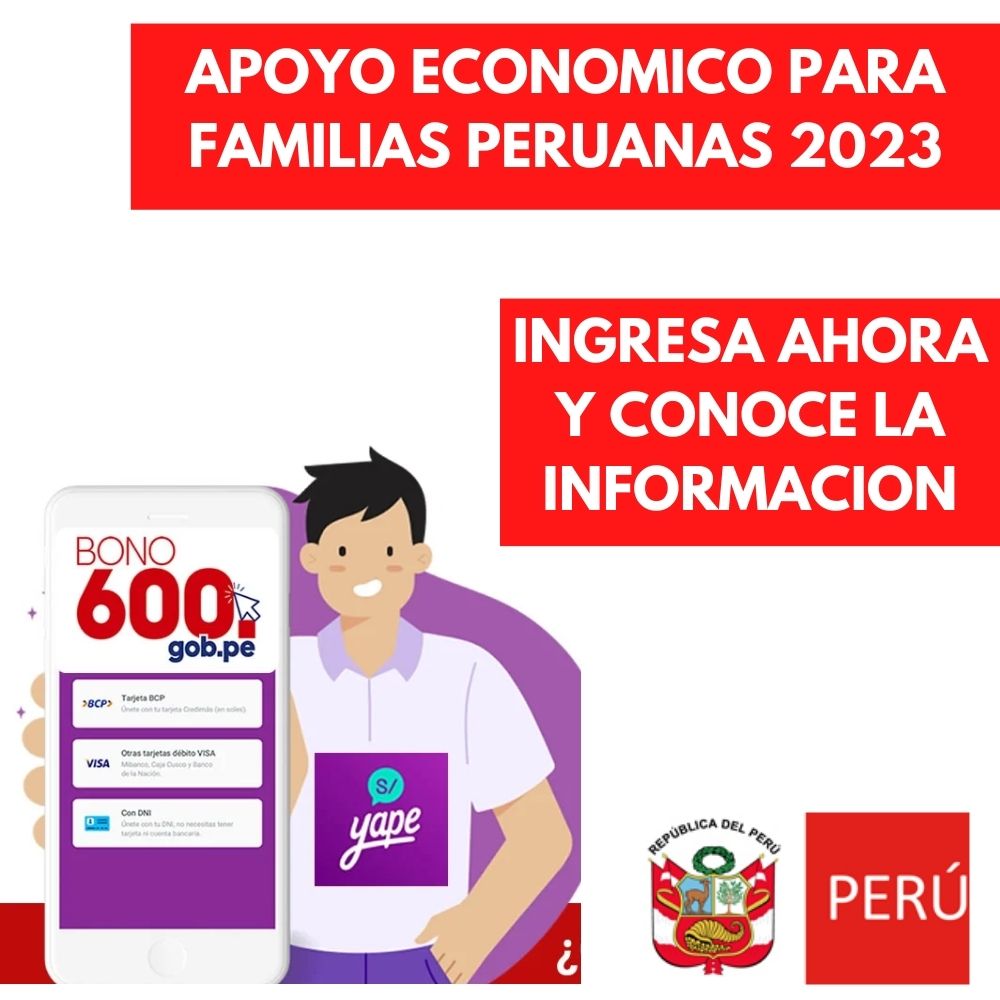 APOYO ECONOMICO PARA
FAMILIAS PERUANAS 2023
INGRESA AHORA
Y CONOCE LA
INFORMACION
BONO
600.
gob.pe
BCP
Tarjeta BCP
Únete con tu tarjeta Credimás (en soles).
VISA
Otras tarjetas débito VISA
Mibanco, Caja Cusco y Banco
de la Nación.
Con DNI
Únete con tu DNI, no necesitas tener
tarjeta ni cuenta bancaria.
S/
yape
¿
REPÚBLICA DEL PERÚ
PERÚ